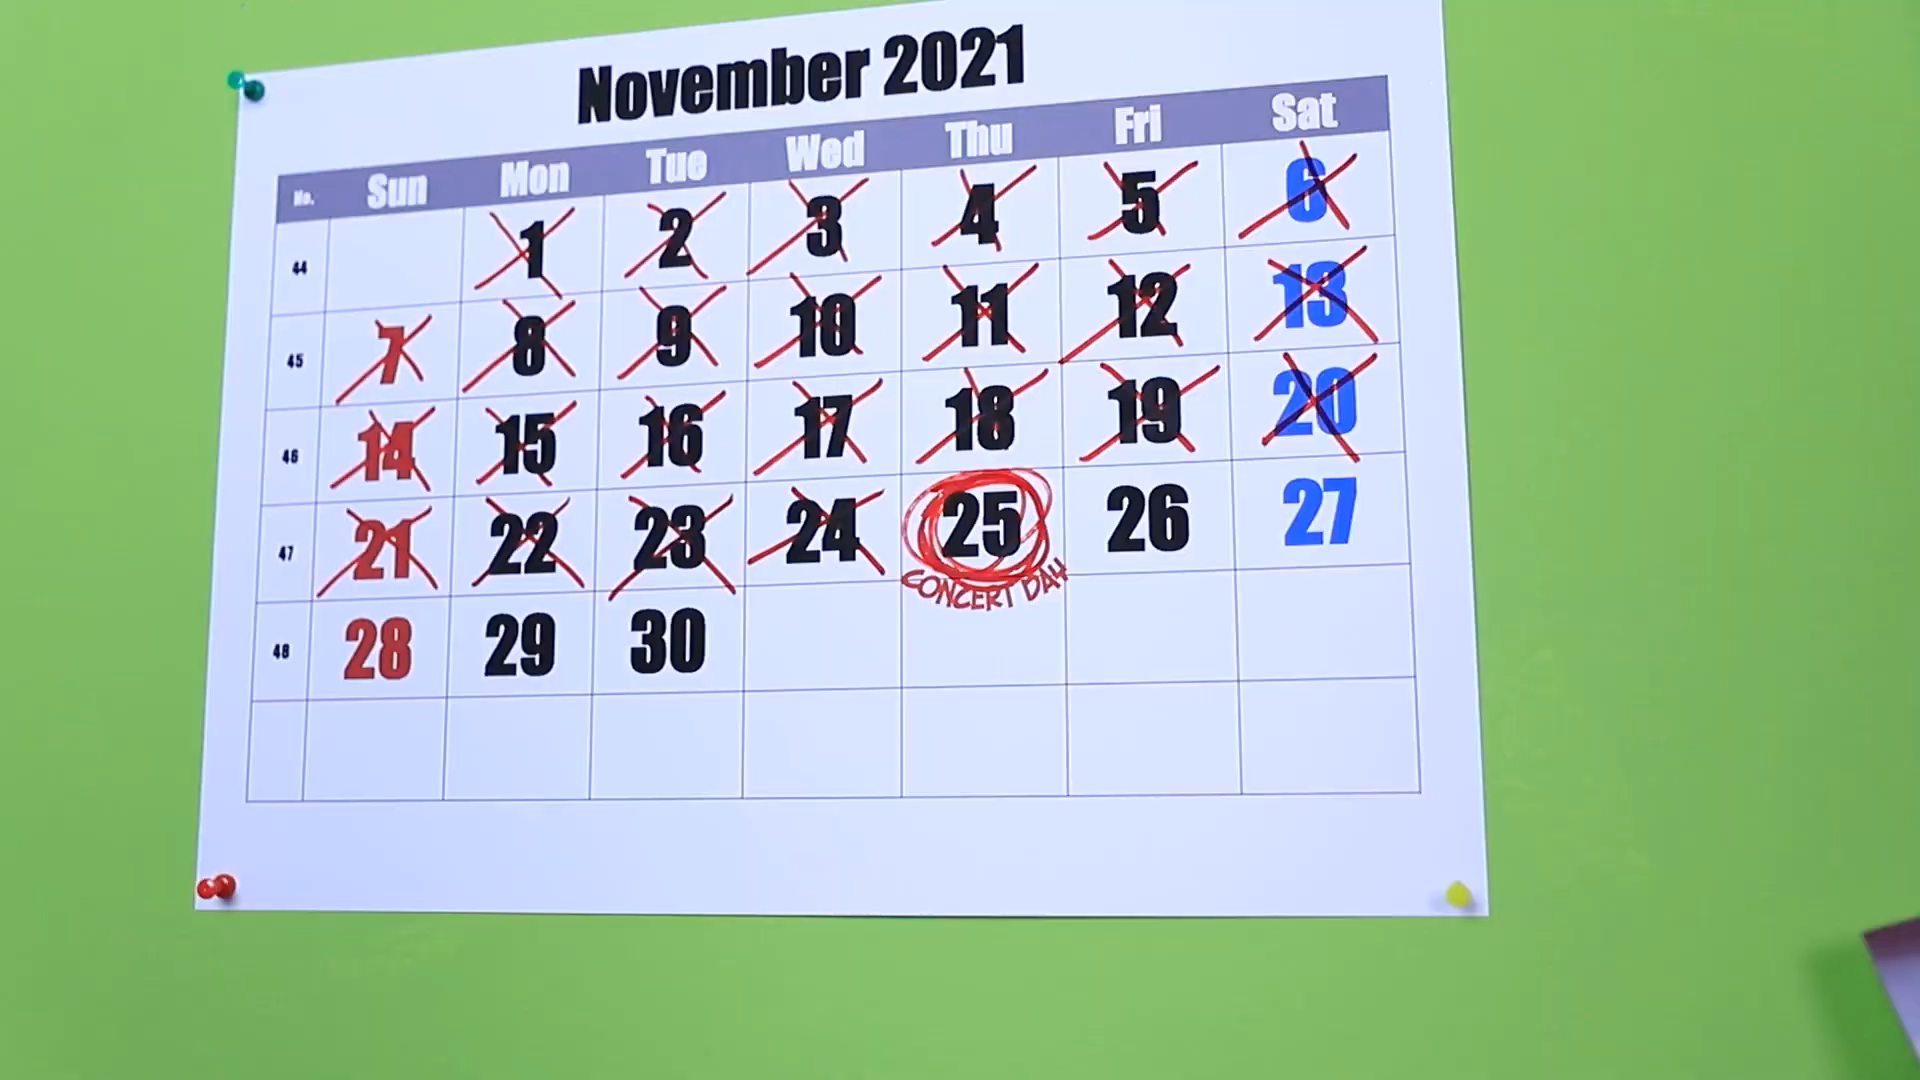 November 2021
No. Sun Mon Tue Wed Thu Fri Sat
44 1 2 3 4 5 6
45 7 8 9 10 11 12 13
46 14 15 16 17 18 19 20
47 21 22 23 24 25 26 27
CONCERT DAY
48 28 29 30